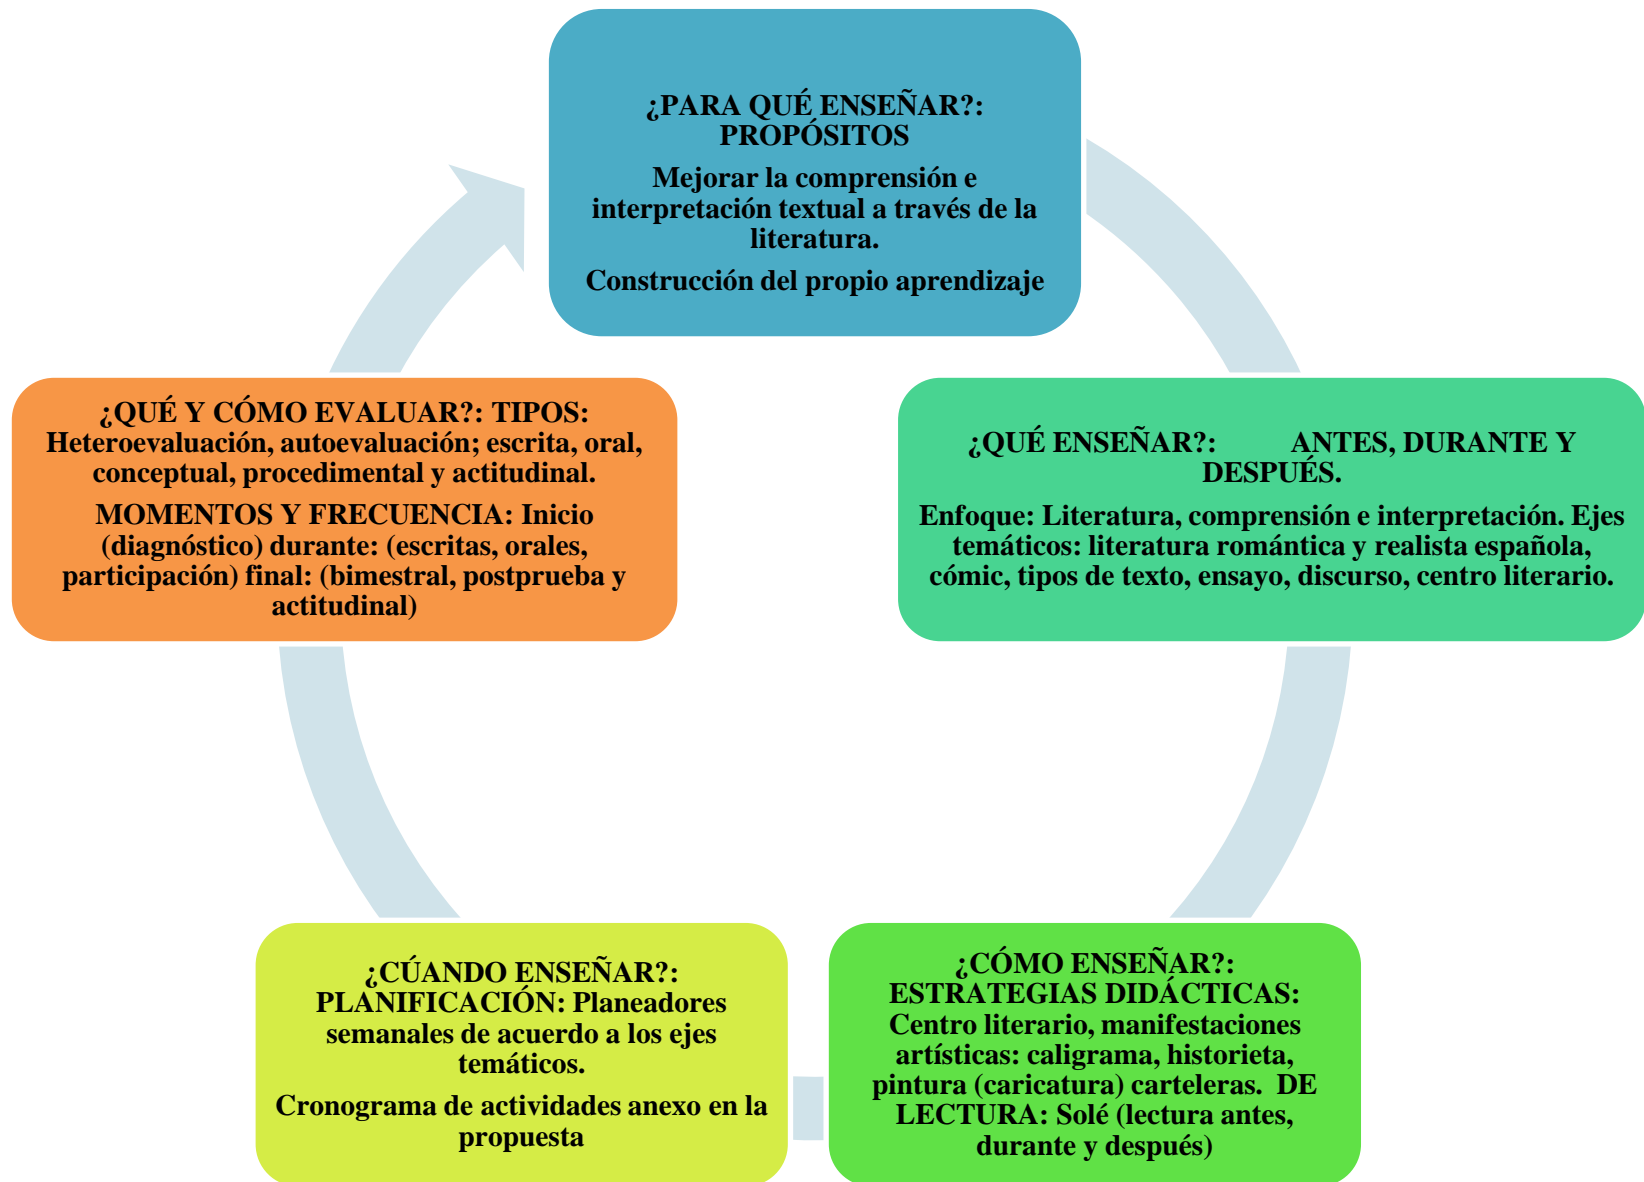 ¿PARA QUÉ ENSEÑAR?:
PROPÓSITOS
Mejorar la comprensión e
interpretación textual a través de la
literatura.
Construcción del propio aprendizaje
¿QUÉ ENSEÑAR?: ANTES, DURANTE Y
DESPUÉS.
Enfoque: Literatura, comprensión e interpretación. Ejes
temáticos: literatura romántica y realista española,
cómic, tipos de texto, ensayo, discurso, centro literario.
¿CÓMO ENSEÑAR?:
ESTRATEGIAS DIDÁCTICAS:
Centro literario, manifestaciones
artísticas: caligrama, historieta,
pintura (caricatura) carteleras. DE
LECTURA: Solé (lectura antes,
durante y después)
¿CÚANDO ENSEÑAR?:
PLANIFICACIÓN: Planeadores
semanales de acuerdo a los ejes
temáticos.
Cronograma de actividades anexo en la
propuesta
¿QUÉ Y CÓMO EVALUAR?: TIPOS:
Heteroevaluación, autoevaluación; escrita, oral,
conceptual, procedimental y actitudinal.
MOMENTOS Y FRECUENCIA: Inicio
(diagnóstico) durante: (escritas, orales,
participación) final: (bimestral, postprueba y
actitudinal)